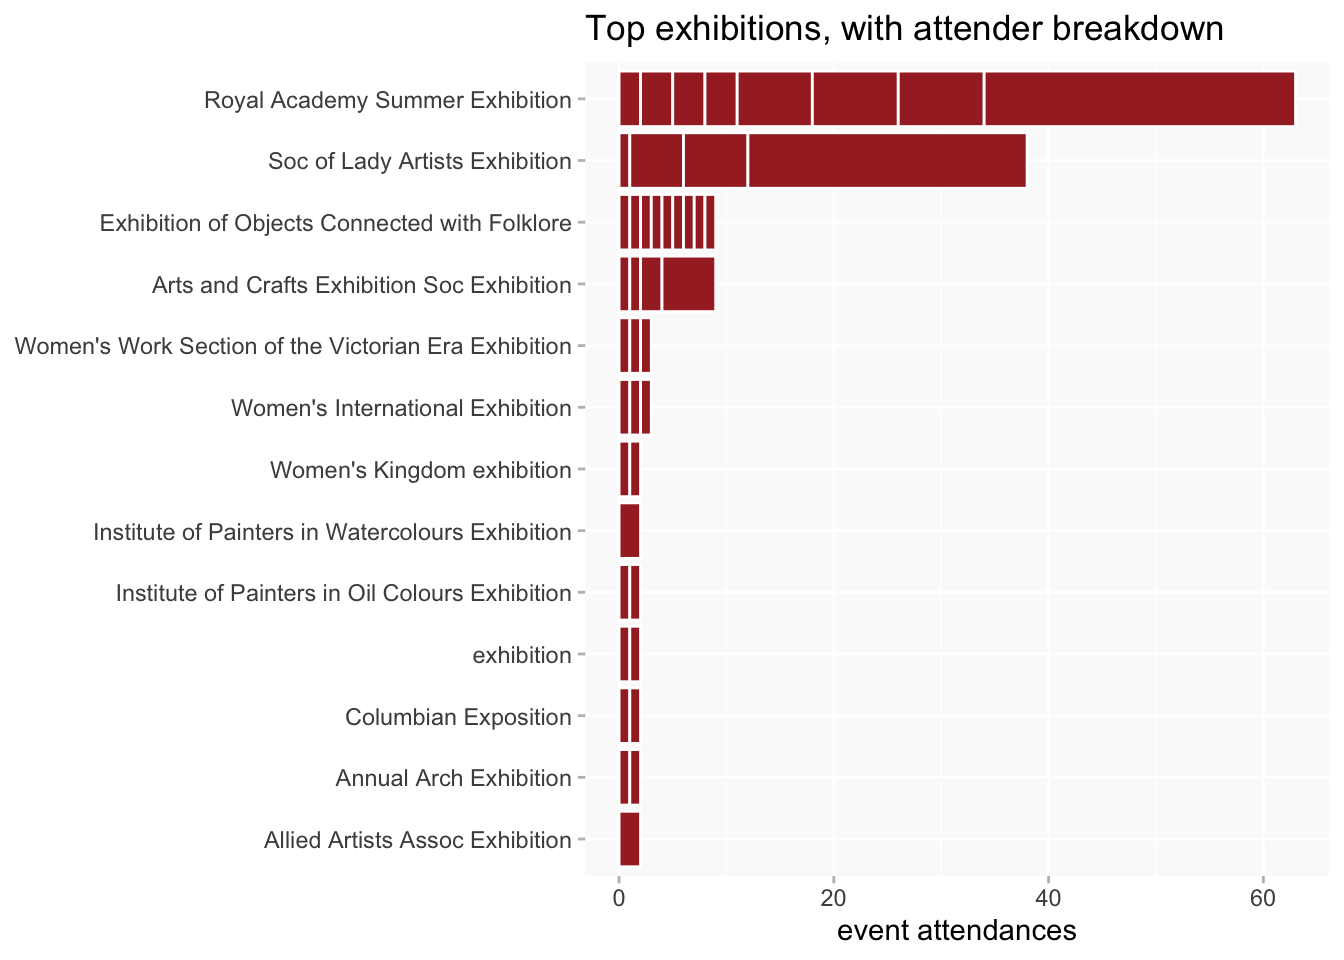 Top exhibitions, with attender breakdown
Royal Academy Summer Exhibition
Soc of Lady Artists Exhibition
Exhibition of Objects Connected with Folklore
Arts and Crafts Exhibition Soc Exhibition
Women's Work Section of the Victorian Era Exhibition
Women's International Exhibition
Women's Kingdom exhibition
Institute of Painters in Watercolours Exhibition
Institute of Painters in Oil Colours Exhibition
exhibition
Columbian Exposition
Annual Arch Exhibition
Allied Artists Assoc Exhibition
0 20 40 60
event attendances